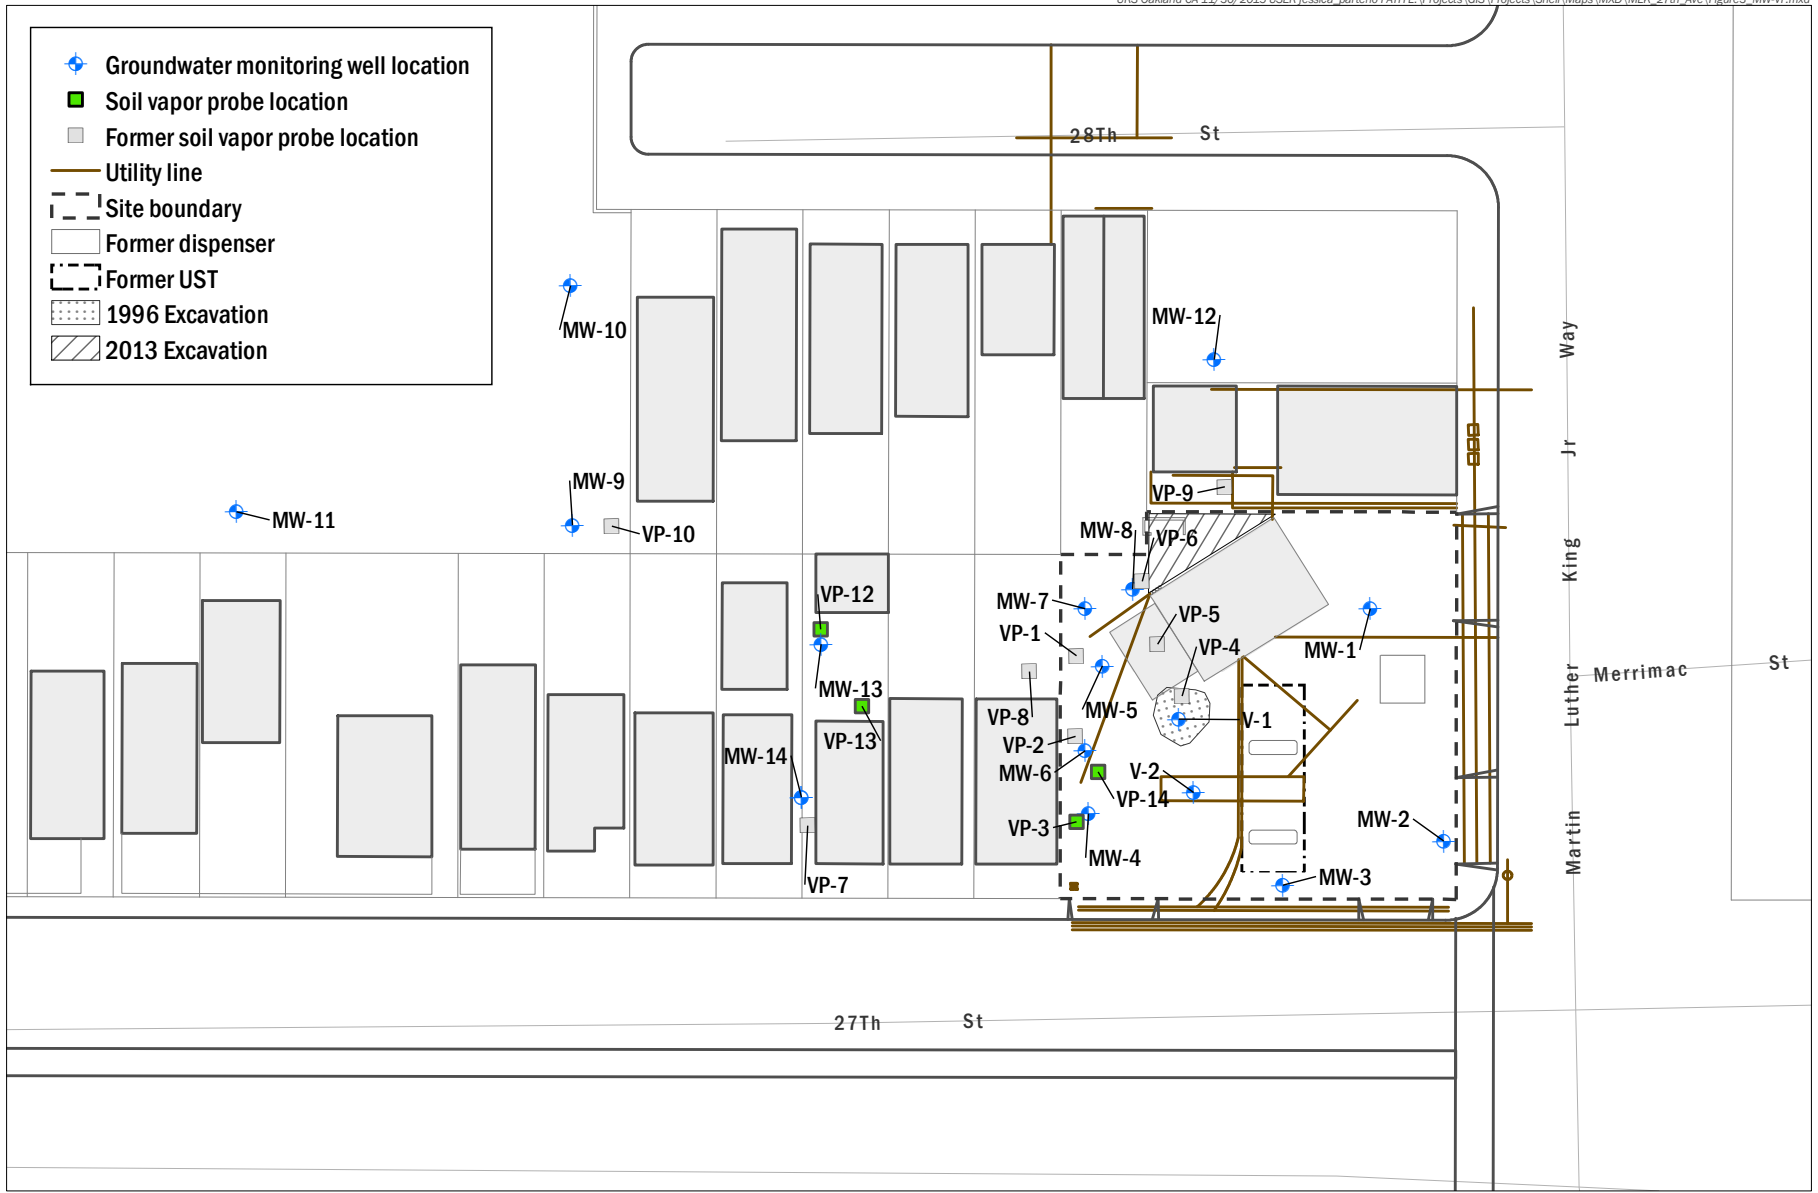 Groundwater monitoring well location
Soil vapor probe location
Former soil vapor probe location
Utility line
Site boundary
Former dispenser
Former UST
1996 Excavation
2013 Excavation
28Th St
MW-10
MW-12
MW-9
MW-11
VP-10
VP-9
MW-8
VP-6
VP-12
MW-7
VP-5
VP-1
VP-4
MW-1
MW-13
MW-5
VP-8
V-1
VP-13
VP-2
MW-14
MW-6
V-2
VP-14
VP-3
MW-2
MW-4
MW-3
VP-7
Merrimac St
Martin Luther King Jr Way
27Th St